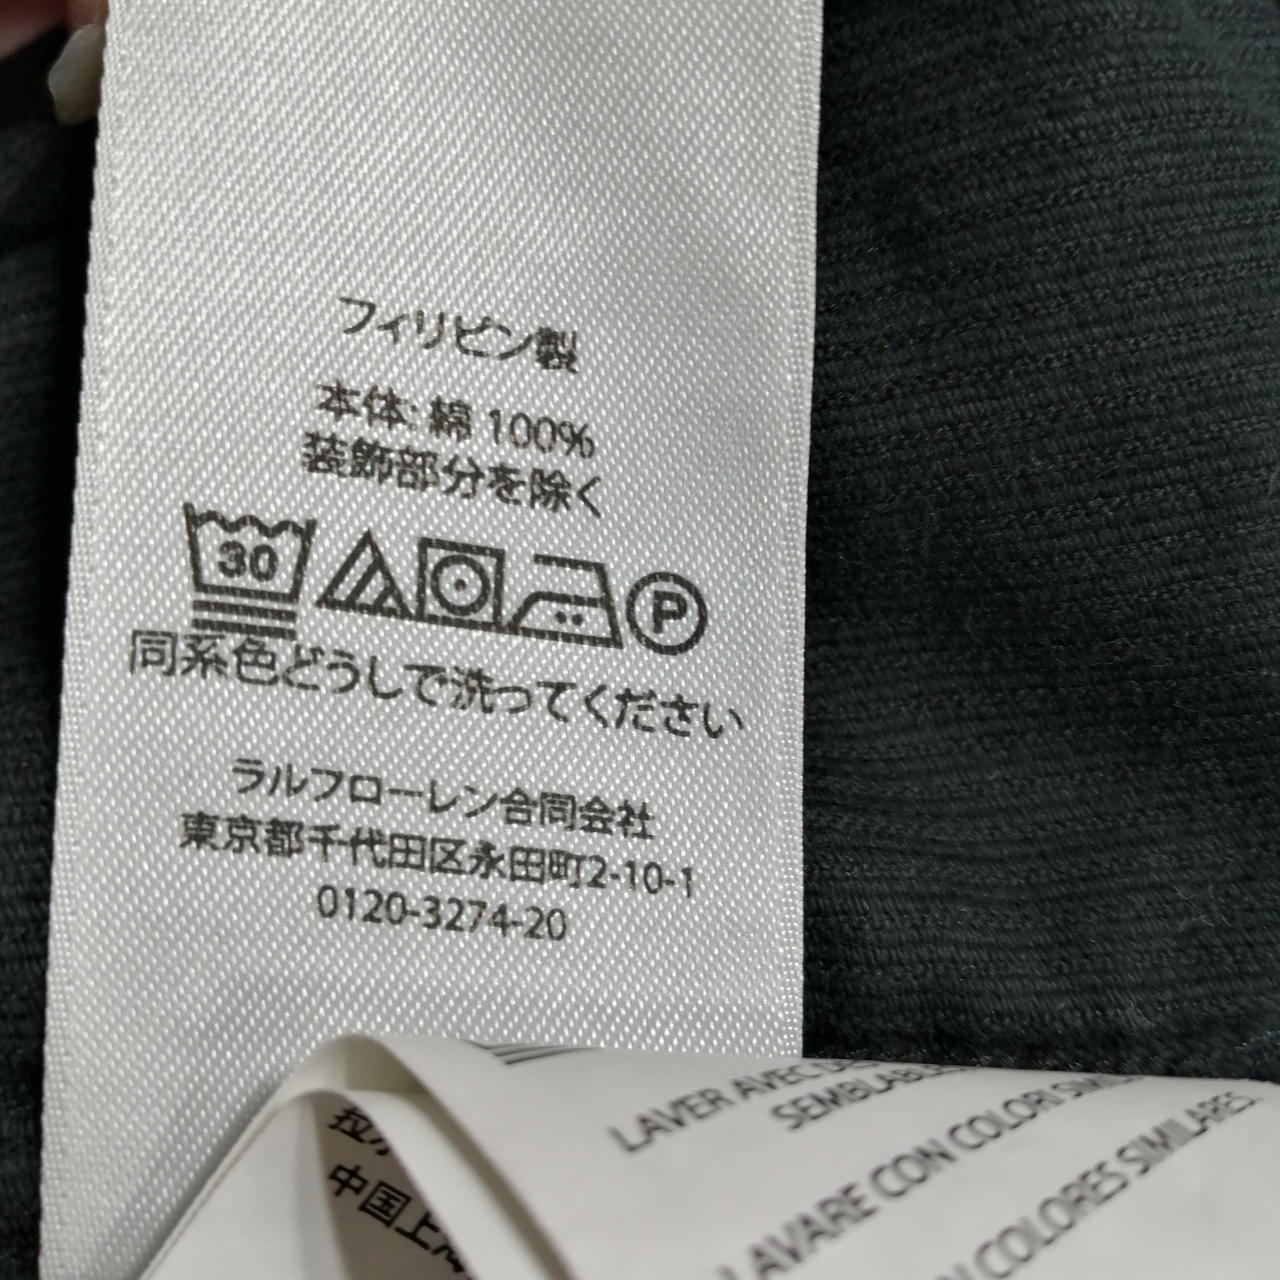 フィリピン製
本体: 綿 100%
装飾部分を除く
30 P
同系色どうしで洗ってください
ラルフローレン合同会社
東京都千代田区永田町2-10-1
0120-3274-20
LAVER AVEC
LAVARE CON COLORI
COLORES SIMILARES.
中国上